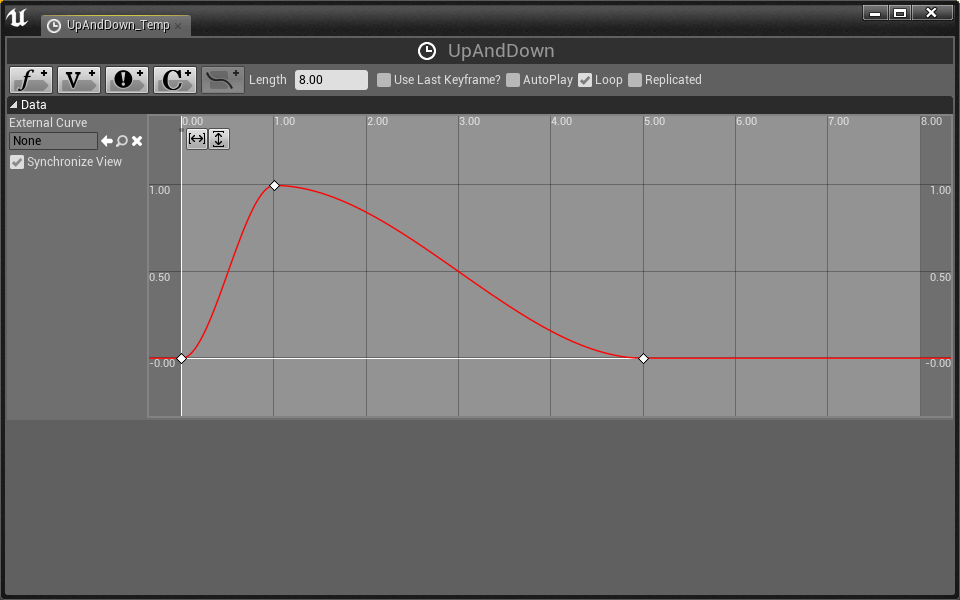 UpAndDown_Temp
UpAndDown
f V ! C Length 8.00 Use Last Keyframe? AutoPlay Loop Replicated
Data
External Curve
None
Synchronize View
0.00 1.00 2.00 3.00 4.00 5.00 6.00 7.00 8.00
1.00 1.00
0.50 0.50
-0.00 -0.00